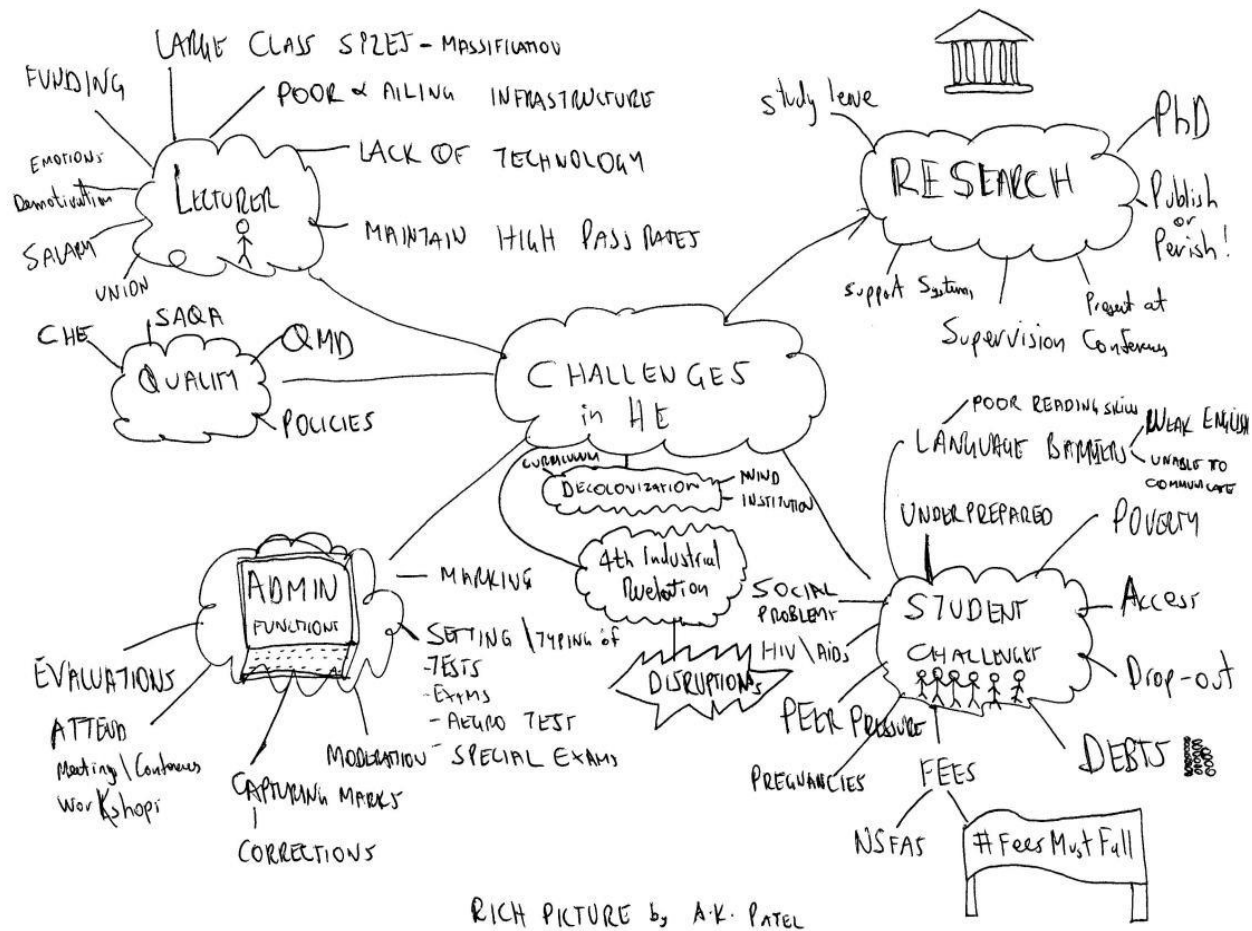 LARGE CLASS SIZES - MASSIFICATION
FUNDING
POOR & AILING INFRASTRUCTURE
LACK OF TECHNOLOGY
EMOTIONS
Demotivation
LECTURER
SALARY
MAINTAIN HIGH PASS RATES
UNION
study leave
PhD
RESEARCH
Publish
or
Perish!
Support Systems
Present at
Supervision Conferences
CHE
SAQA
QMD
QUALITY
POLICIES
CHALLENGES
in HE
CURRICULUM
DECOLONIZATION
MIND
INSTITUTION
4th Industrial
Revolution
DISRUPTIONS
POOR READING SKILLS
LANGUAGE BARRIERS
WEAK ENGLISH
UNABLE TO
COMMUNICATE
UNDERPREPARED
POVERTY
SOCIAL
PROBLEMS
STUDENT
CHALLENGES
Access
HIV\AIDS
Drop-out
PEER PRESSURE
DEBTS
PREGNANCIES
FEES
NSFAS
#FeesMustFall
ADMIN
FUNCTIONS
MARKING
SETTING \ TYPING of
- TESTS
- EXAMS
- AEGRO TEST
- SPECIAL EXAMS
MODERATION
EVALUATIONS
ATTEND
Meetings \ Conferences
Workshops
CAPTURING MARKS
CORRECTIONS
RICH PICTURE by A.K. PATEL